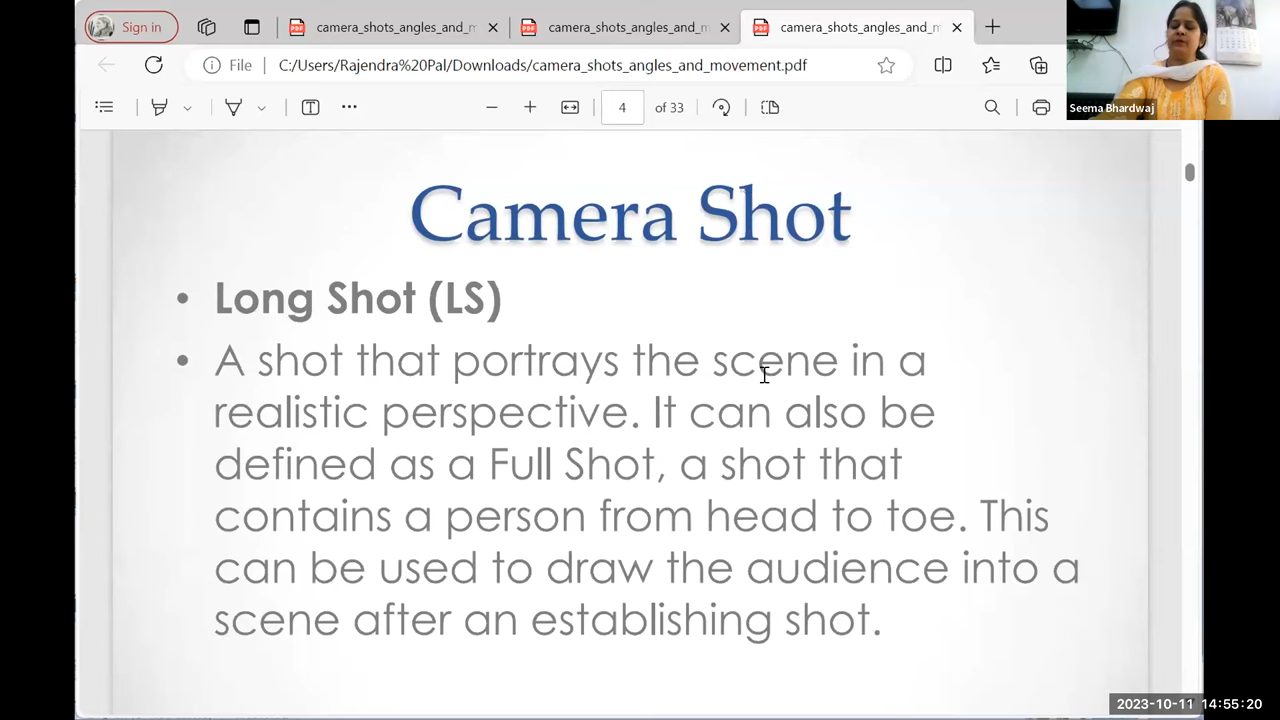 Sign in
camera_shots_angles_and_m
camera_shots_angles_and_m
camera_shots_angles_and_m
File
C:/Users/Rajendra%20Pal/Downloads/camera_shots_angles_and_movement.pdf
4 of 33
Seema Bhardwaj
Camera Shot
• Long Shot (LS)
• A shot that portrays the scene in a
realistic perspective. It can also be
defined as a Full Shot, a shot that
contains a person from head to toe. This
can be used to draw the audience into a
scene after an establishing shot.
2023-10-11 14:55:20